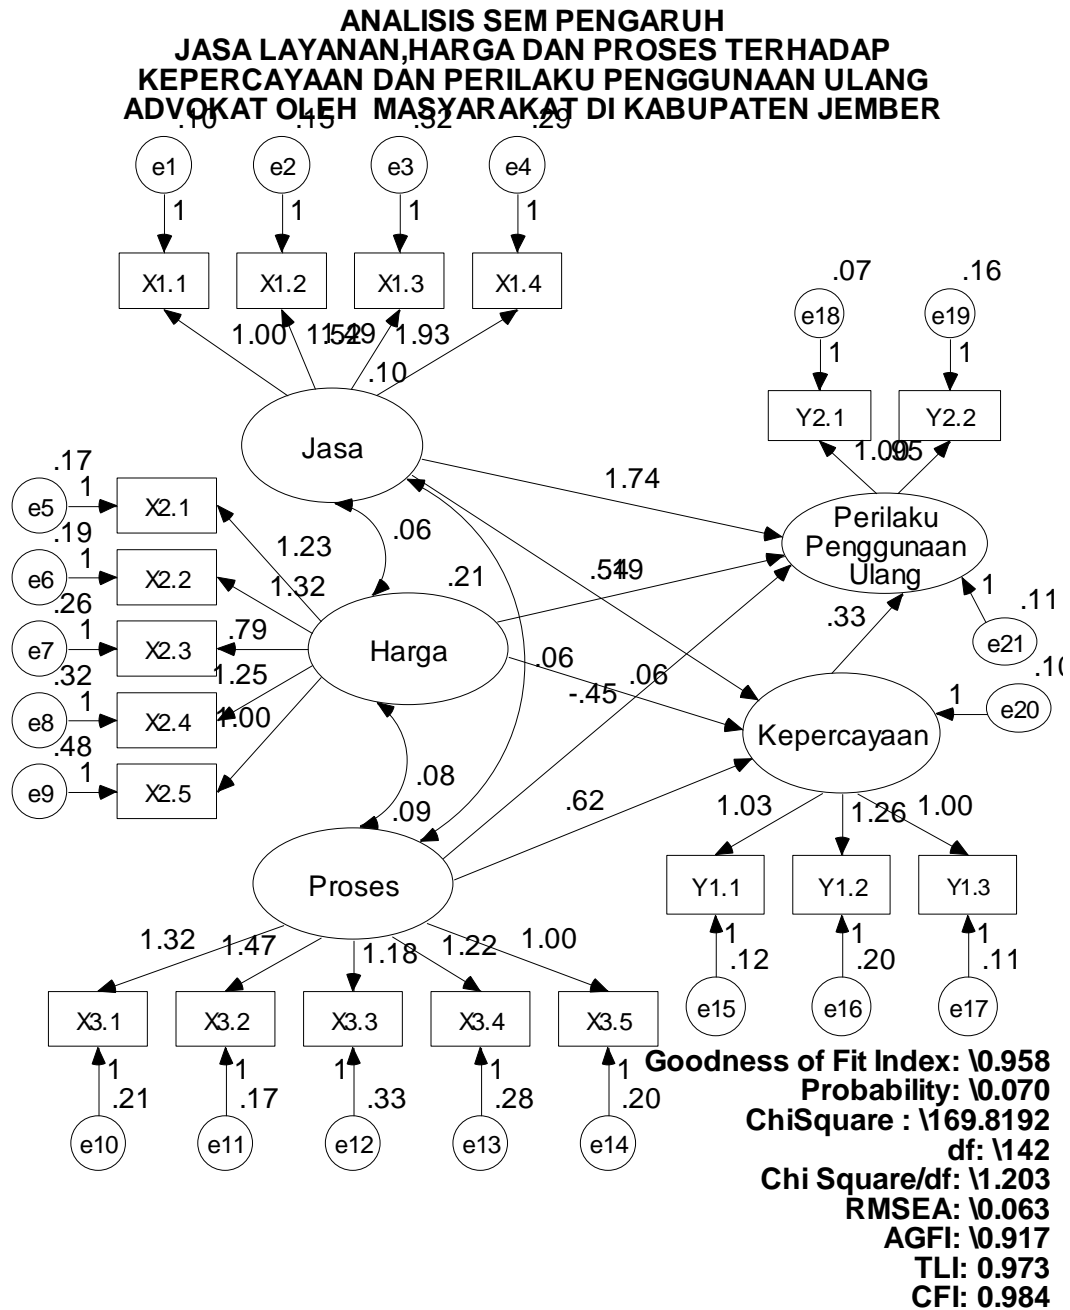 ANALISIS SEM PENGARUH
JASA LAYANAN,HARGA DAN PROSES TERHADAP
KEPERCAYAAN DAN PERILAKU PENGGUNAAN ULANG
ADVOKAT OLEH MASYARAKAT DI KABUPATEN JEMBER
.10 .15 .32 .29
e1 e2 e3 e4
1 1 1 1
X1.1 X1.2 X1.3 X1.4
1.00 1.93
.10
Jasa
.07 .16
e18 e19
1 1
Y2.1 Y2.2
1.00 .95
1.74
Perilaku
Penggunaan
Ulang
.17
e5 1 X2.1
.19
e6 1 X2.2
.26
e7 1 X2.3
.32
e8 1 X2.4
.48
e9 1 X2.5
1.23
1.32
.79
1.25
1.00
.06
.21
Harga
.33
1
.11
e21
.06
.06
-.45
1
e20
Kepercayaan
.08
.09
.62
Proses
1.03 1.26 1.00
Y1.1 Y1.2 Y1.3
1 1 1
.12 .20 .11
e15 e16 e17
1.32 1.47 1.18 1.22 1.00
X3.1 X3.2 X3.3 X3.4 X3.5
1 1 1 1 1
.21 .17 .33 .28 .20
e10 e11 e12 e13 e14
Goodness of Fit Index: \0.958
Probability: \0.070
ChiSquare : \169.8192
df: \142
Chi Square/df: \1.203
RMSEA: \0.063
AGFI: \0.917
TLI: 0.973
CFI: 0.984